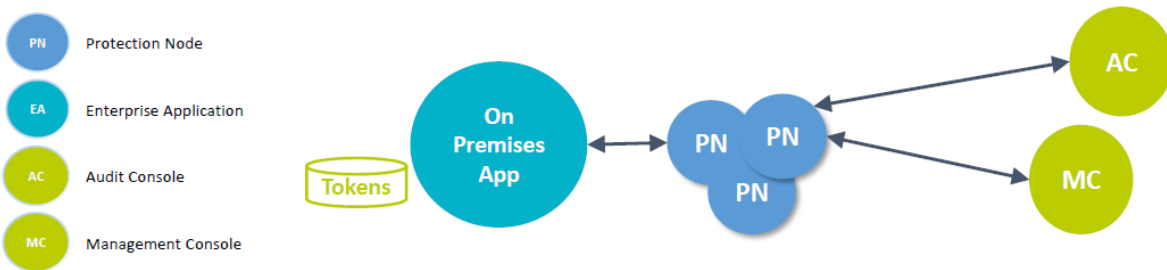 PN Protection Node
EA Enterprise Application
AC Audit Console
MC Management Console
Tokens
On
Premises
App
PN
PN
PN
AC
MC